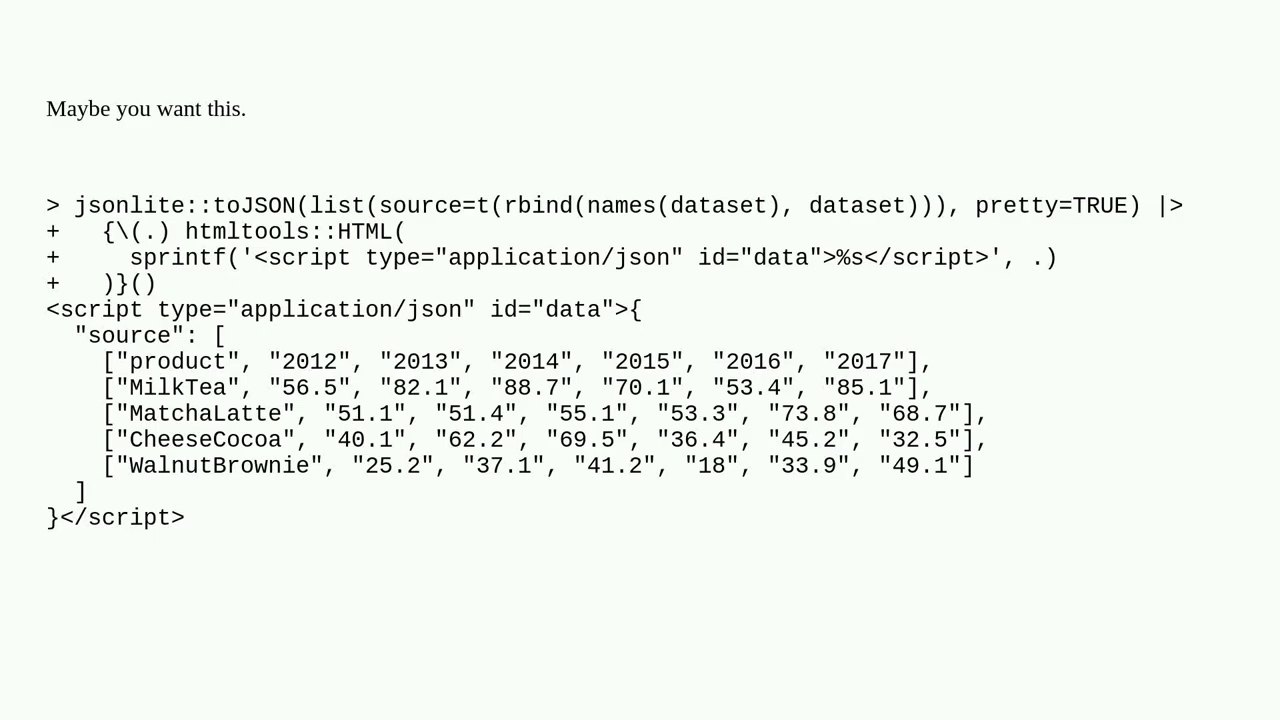 Maybe you want this.
> jsonlite::toJSON(list(source=t(rbind(names(dataset), dataset))), pretty=TRUE) |>
+   {\(.) htmltools::HTML(
+     sprintf('<script type="application/json" id="data">%s</script>', .)
+   )}()
<script type="application/json" id="data">{
  "source": [
    ["product", "2012", "2013", "2014", "2015", "2016", "2017"],
    ["MilkTea", "56.5", "82.1", "88.7", "70.1", "53.4", "85.1"],
    ["MatchaLatte", "51.1", "51.4", "55.1", "53.3", "73.8", "68.7"],
    ["CheeseCocoa", "40.1", "62.2", "69.5", "36.4", "45.2", "32.5"],
    ["WalnutBrownie", "25.2", "37.1", "41.2", "18", "33.9", "49.1"]
  ]
}</script>